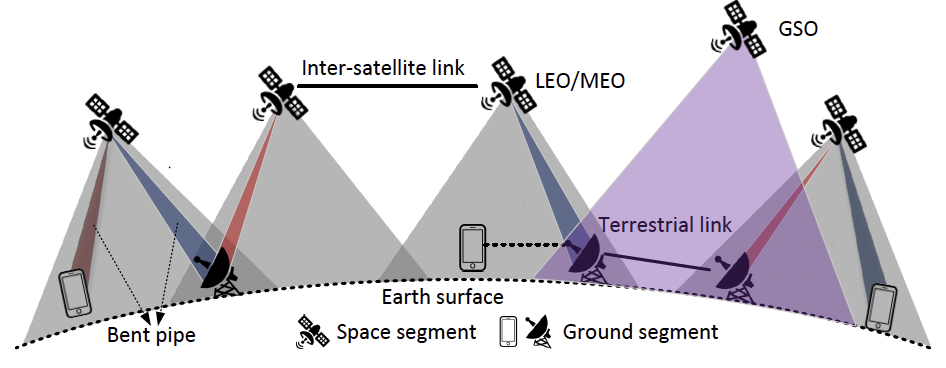 GSO
Inter-satellite link
LEO/MEO
Terrestrial link
Earth surface
Bent pipe
Space segment
Ground segment